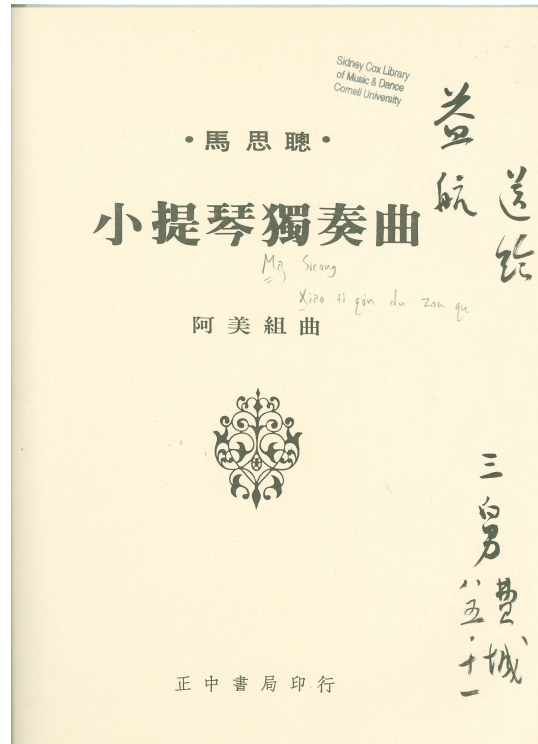 Sidney Cox Library
of Music & Dance
Cornell University
•馬思聰•
小提琴獨奏曲
Ma Sicong
Xiao ti qin du zou qu
阿美組曲
送給
益航
三舅
費城
八五·十一
正中書局印行